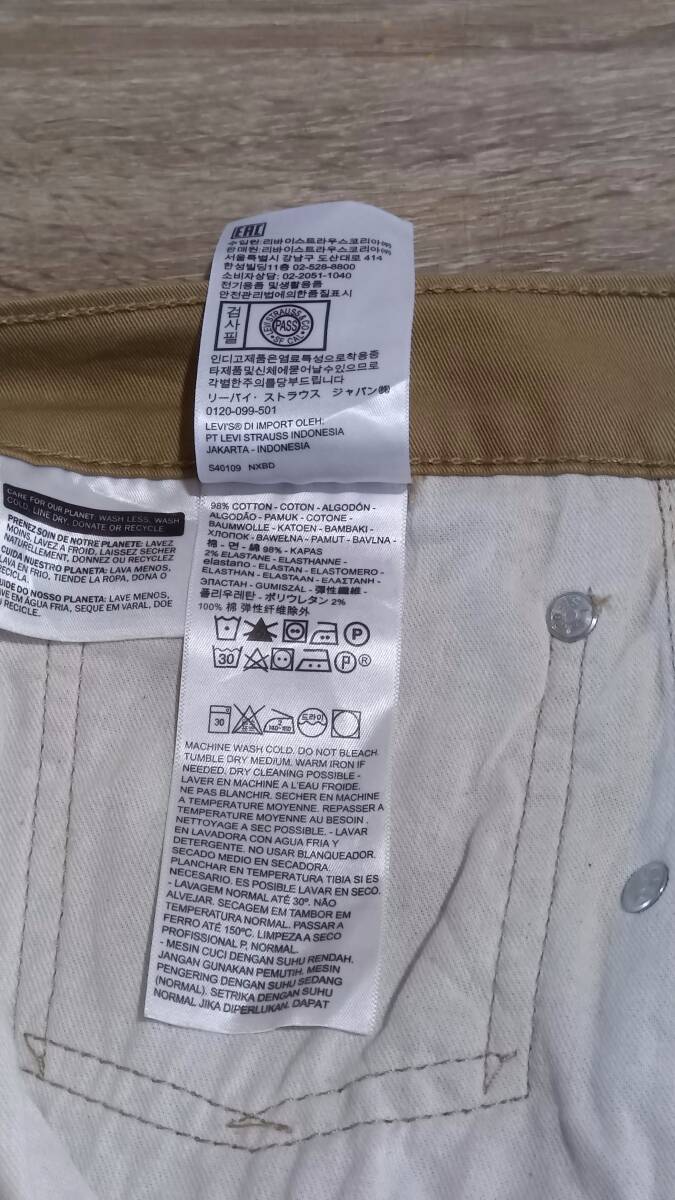 EAC
수입원:리바이스트라우스코리아㈜
판매원:리바이스트라우스코리아㈜
서울특별시 강남구 도산대로 414
한성빌딩11층 02-528-8800
소비자상담: 02-2051-1040
전기용품 및생활용품
안전관리법에의한품질표시
검사필
LEVI STRAUSS & CO
PASS
SF CAL
인디고제품은염료특성으로착용중
타제품및신체에묻어날수있으므로
각별한주의를당부드립니다
リーバイ・ストラウス ジャパン㈱
0120-099-501
LEVI'S® DI IMPORT OLEH:
PT LEVI STRAUSS INDONESIA
JAKARTA - INDONESIA
S40109 NXBD
CARE FOR OUR PLANET: WASH LESS, WASH
COLD, LINE DRY, DONATE OR RECYCLE
PRENEZ SOIN DE NOTRE PLANETE: LAVEZ
MOINS, LAVEZ A FROID, LAISSEZ SECHER
NATURELLEMENT, DONNEZ OU RECYCLEZ
CUIDA NUESTRO PLANETA: LAVA MENOS,
LAVA EN FRIO, TIENDE LA ROPA, DONA O
RECICLA
UIDE DO NOSSO PLANETA: LAVE MENOS,
VE EM ÁGUA FRIA, SEQUE EM VARAL, DOE
RECICLE.
98% COTTON - COTON - ALGODÓN -
ALGODÃO - PAMUK - COTONE -
BAUMWOLLE - KATOEN - BAMBAKI -
ХЛОПОК - BAWEŁNA - PAMUT - BAVLNA -
棉 - 면 - 綿 98% - KAPAS
2% ELASTANE - ELASTHANNE -
elastano - ELASTAN - ELASTOMERO -
ELASTHAN - ELASTAAN - ΕΛΑΣΤΑΝΗ -
ЭЛАСТАН - GUMISZÁL - 弹性纖維 -
폴리우레탄 - ポリウレタン 2%
100% 棉 弹性纤维除外
P
30 P ®
30 드라이
MACHINE WASH COLD. DO NOT BLEACH.
TUMBLE DRY MEDIUM. WARM IRON IF
NEEDED. DRY CLEANING POSSIBLE -
LAVER EN MACHINE A L'EAU FROIDE.
NE PAS BLANCHIR. SECHER EN MACHINE
A TEMPERATURE MOYENNE. REPASSER A
TEMPERATURE MOYENNE AU BESOIN .
NETTOYAGE A SEC POSSIBLE. - LAVAR
EN LAVADORA CON AGUA FRIA Y
DETERGENTE. NO USAR BLANQUEADOR.
SECADO MEDIO EN SECADORA.
PLANCHAR EN TEMPERATURA TIBIA SI ES
NECESARIO. ES POSIBLE LAVAR EN SECO.
- LAVAGEM NORMAL ATÉ 30º. NÃO
ALVEJAR. SECAGEM EM TAMBOR EM
TEMPERATURA NORMAL. PASSAR A
FERRO ATÉ 150ºC. LIMPEZA A SECO
PROFISSIONAL P, NORMAL.
- MESIN CUCI DENGAN SUHU RENDAH.
JANGAN GUNAKAN PEMUTIH. MESIN
PENGERING DENGAN SUHU SEDANG
(NORMAL). SETRIKA DENGAN SUHU
NORMAL JIKA DIPERLUKAN. DAPAT